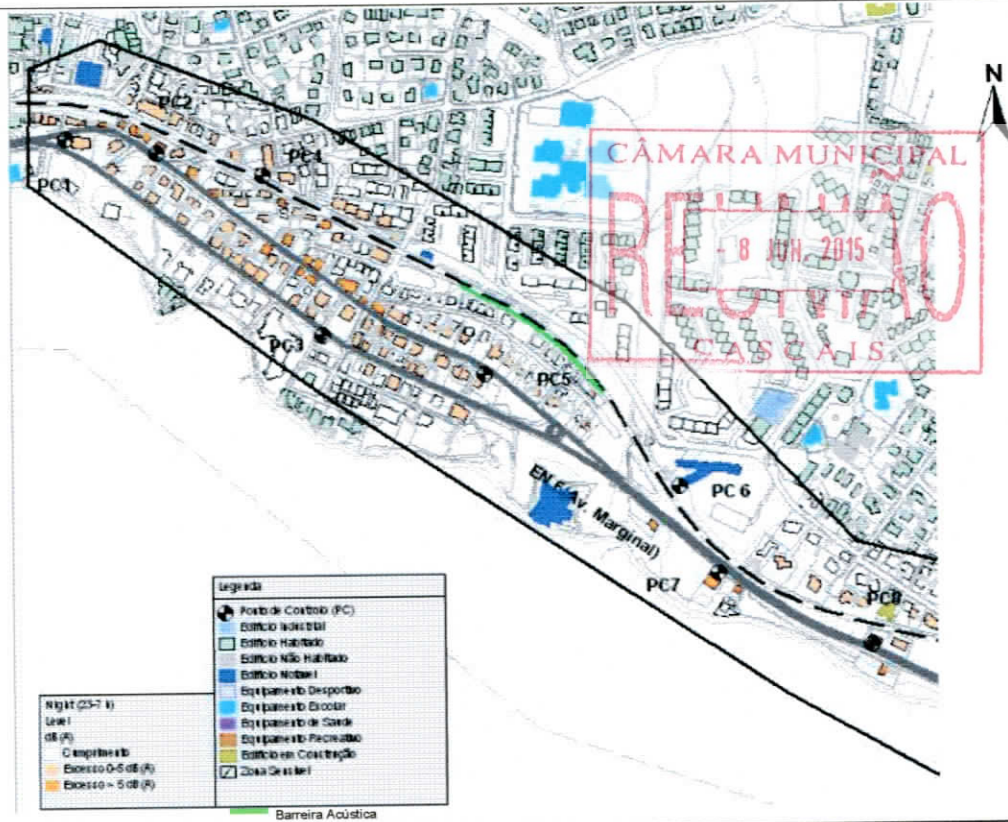 N
CÂMARA MUNICIPAL
REUNIÃO
- 8 JUN. 2015
CASCAIS
PC2
PC4
PC1
PC3
PC5
PC 6
EN 6 (Av. Marginal)
PC7
PC8
Legenda
Ponto de Controlo (PC)
Edifício Industrial
Edifício Habitado
Edifício Não Habitado
Edifício Notável
Equipamento Desportivo
Equipamento Escolar
Equipamento de Saúde
Equipamento Recreativo
Edifício em Construção
Zona Sensível
Night (23-7 h)
Level
dB (A)
Cumprimento
Excesso 0-5 dB (A)
Excesso > 5 dB (A)
Barreira Acústica